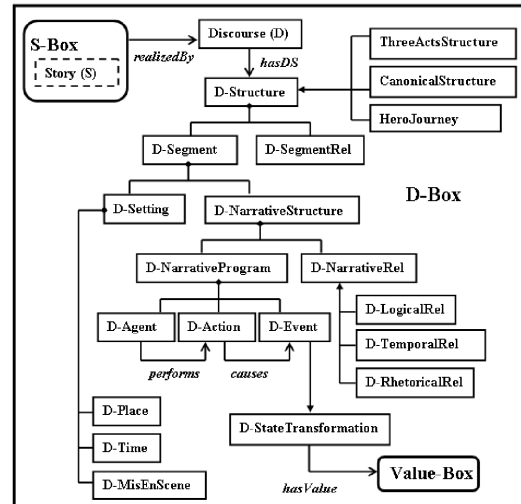 S-Box
Story (S)
realizedBy
Discourse (D)
hasDS
D-Structure
ThreeActsStructure
CanonicalStructure
HeroJourney
D-Segment
D-SegmentRel
D-Box
D-Setting
D-NarrativeStructure
D-NarrativeProgram
D-NarrativeRel
D-Agent
D-Action
D-Event
D-LogicalRel
D-TemporalRel
D-RhetoricalRel
performs
causes
D-Place
D-Time
D-MisEnScene
D-StateTransformation
hasValue
Value-Box